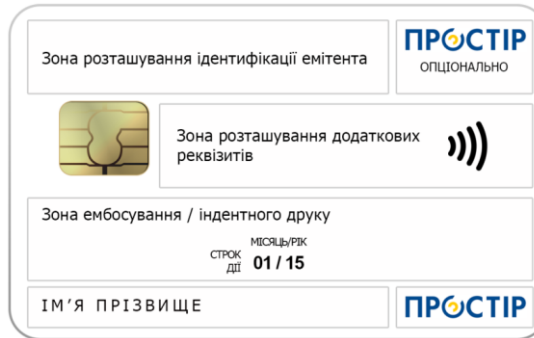 Зона розташування ідентифікації емітента
ПРОСТІР
ОПЦІОНАЛЬНО
Зона розташування додаткових
реквізитів
Зона ембосування / індентного друку
МІСЯЦЬ/РІК
СТРОК
ДІЇ 01 / 15
ІМ’Я ПРІЗВИЩЕ
ПРОСТІР